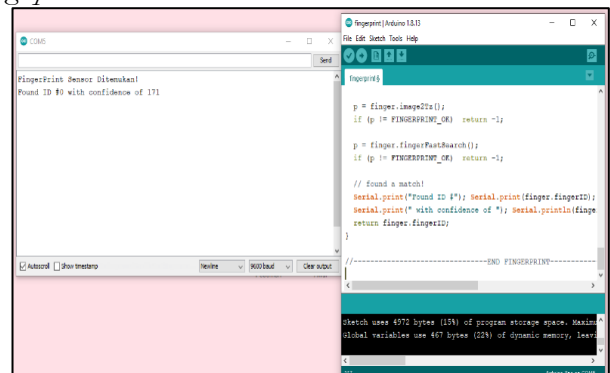 COM5
Send
FingerPrint Sensor Ditemukan!
Found ID #0 with confidence of 171
Autoscroll Show timestamp
Newline
9600 baud
Clear output
fingerprint | Arduino 1.8.13
File Edit Sketch Tools Help
fingerprint §
p = finger.image2Tz();
if (p != FINGERPRINT_OK) return -1;
p = finger.fingerFastSearch();
if (p != FINGERPRINT_OK) return -1;
// found a match!
Serial.print("Found ID #"); Serial.print(finger.fingerID);
Serial.print(" with confidence of "); Serial.println(finge
return finger.fingerID;
}
//------------------------------END FINGERPRINT----------
Sketch uses 4972 bytes (15%) of program storage space. Maximu
Global variables use 467 bytes (22%) of dynamic memory, leavi